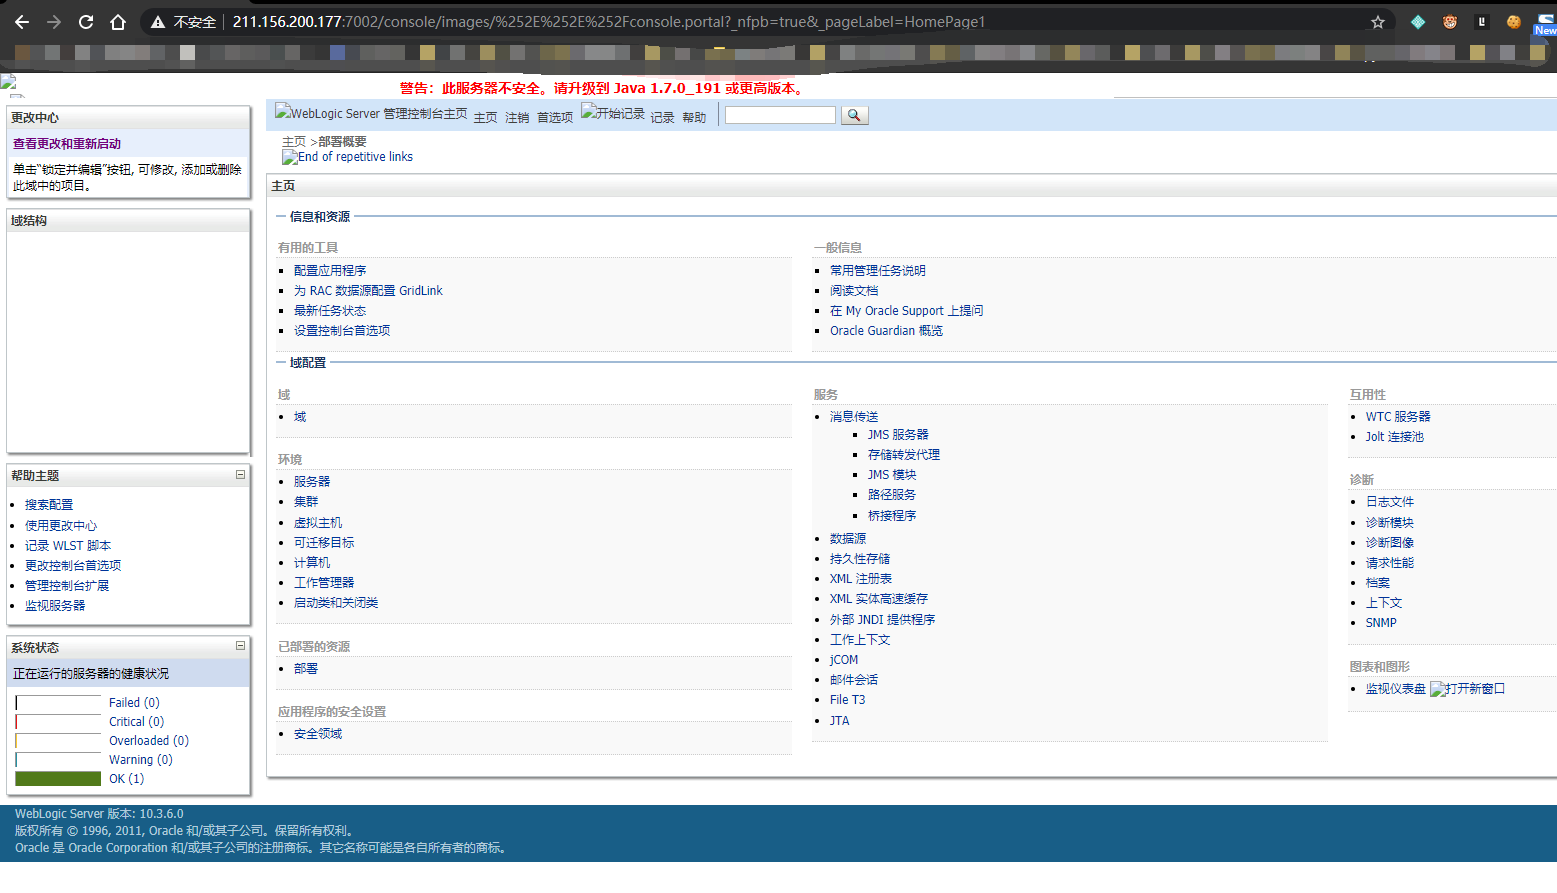 不安全 211.156.200.177:7002/console/images/%252E%252E%252Fconsole.portal?_nfpb=true&_pageLabel=HomePage1
New
警告：此服务器不安全。请升级到 Java 1.7.0_191 或更高版本。
更改中心
查看更改和重新启动
单击“锁定并编辑”按钮, 可修改, 添加或删除
此域中的项目。
域结构
帮助主题
搜索配置
使用更改中心
记录 WLST 脚本
更改控制台首选项
管理控制台扩展
监视服务器
系统状态
正在运行的服务器的健康状况
Failed (0)
Critical (0)
Overloaded (0)
Warning (0)
OK (1)
WebLogic Server 管理控制台主页 主页 注销 首选项 开始记录 记录 帮助
主页 >部署概要
End of repetitive links
主页
信息和资源
有用的工具
配置应用程序
为 RAC 数据源配置 GridLink
最新任务状态
设置控制台首选项
一般信息
常用管理任务说明
阅读文档
在 My Oracle Support 上提问
Oracle Guardian 概览
域配置
域
域
环境
服务器
集群
虚拟主机
可迁移目标
计算机
工作管理器
启动类和关闭类
已部署的资源
部署
应用程序的安全设置
安全领域
服务
消息传送
JMS 服务器
存储转发代理
JMS 模块
路径服务
桥接程序
数据源
持久性存储
XML 注册表
XML 实体高速缓存
外部 JNDI 提供程序
工作上下文
jCOM
邮件会话
File T3
JTA
互用性
WTC 服务器
Jolt 连接池
诊断
日志文件
诊断模块
诊断图像
请求性能
档案
上下文
SNMP
图表和图形
监视仪表盘 打开新窗口
WebLogic Server 版本: 10.3.6.0
版权所有 © 1996, 2011, Oracle 和/或其子公司。保留所有权利。
Oracle 是 Oracle Corporation 和/或其子公司的注册商标。其它名称可能是各自所有者的商标。